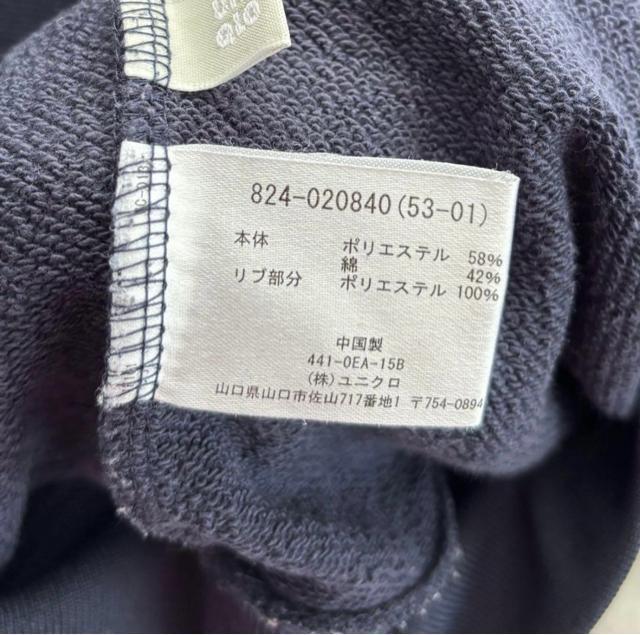 824-020840(53-01)
本体 ポリエステル 58%
綿 42%
リブ部分 ポリエステル 100%
中国製
441-0EA-15B
(株)ユニクロ
山口県山口市佐山717番地1 〒754-0894